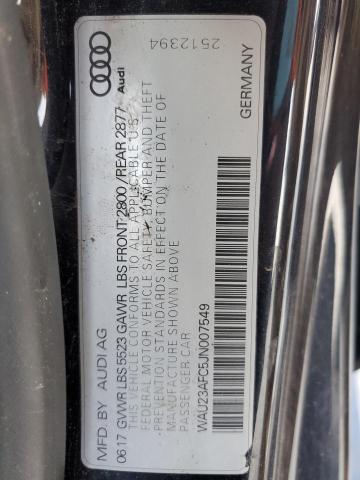 MFD. BY AUDI AG
06 17 GVWR LBS 5523 GAWR LBS FRONT 2800 / REAR 2877
THIS VEHICLE CONFORMS TO ALL APPLICABLE U.S.
FEDERAL MOTOR VEHICLE SAFETY, BUMPER AND THEFT
PREVENTION STANDARDS IN EFFECT ON THE DATE OF
MANUFACTURE SHOWN ABOVE
PASSENGER CAR
WAU23AFC5JN007549
GERMANY
Audi
2512394